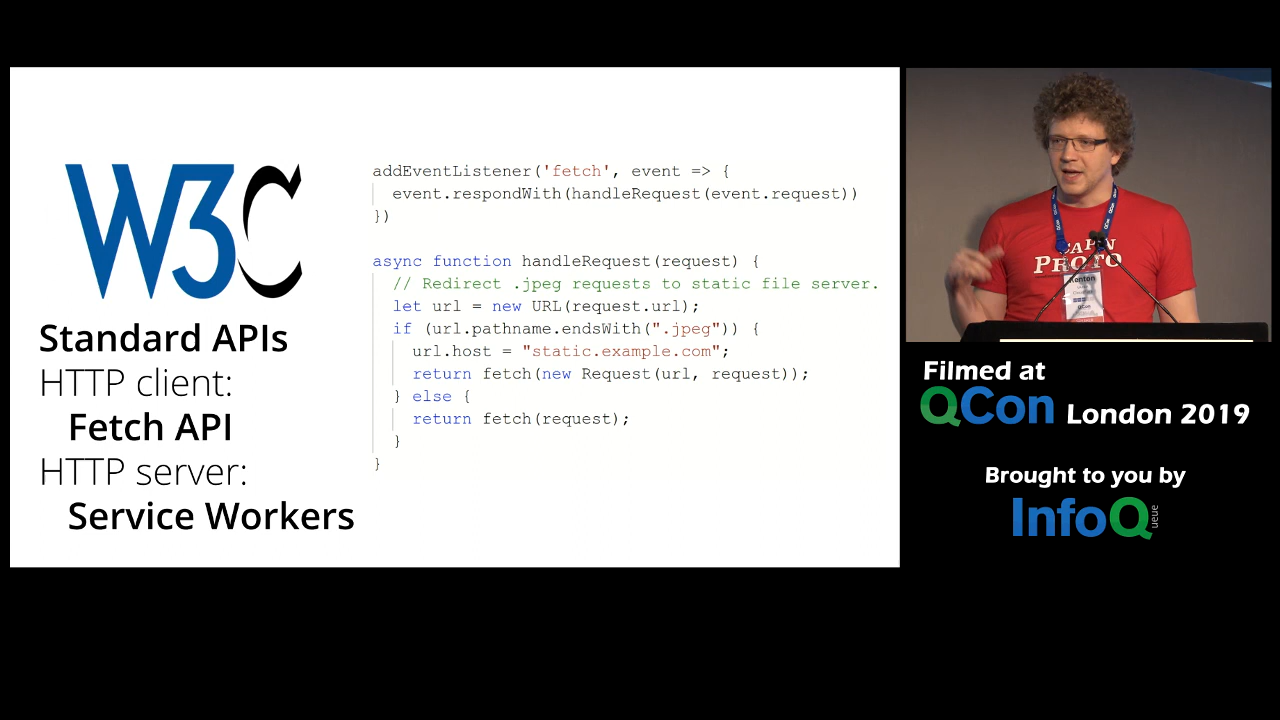 W3C
Standard APIs
HTTP client:
Fetch API
HTTP server:
Service Workers
addEventListener('fetch', event => {
  event.respondWith(handleRequest(event.request))
})
async function handleRequest(request) {
  // Redirect .jpeg requests to static file server.
  let url = new URL(request.url);
  if (url.pathname.endsWith(".jpeg")) {
    url.host = "static.example.com";
    return fetch(new Request(url, request));
  } else {
    return fetch(request);
  }
}
CAP'N
PROTO
Kenton
QCon
Filmed at
QCon London 2019
Brought to you by
InfoQ
ueue